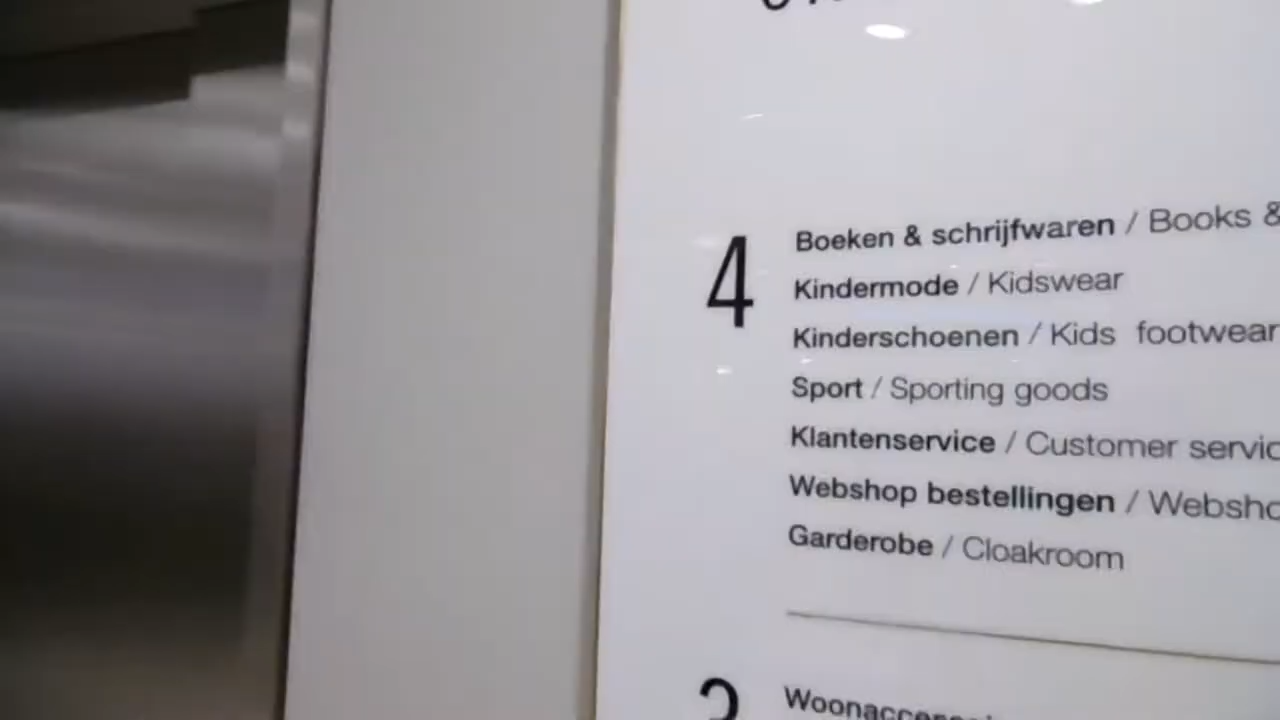 4
Boeken & schrijfwaren / Books &
Kindermode / Kidswear
Kinderschoenen / Kids footwear
Sport / Sporting goods
Klantenservice / Customer servic
Webshop bestellingen / Websho
Garderobe / Cloakroom